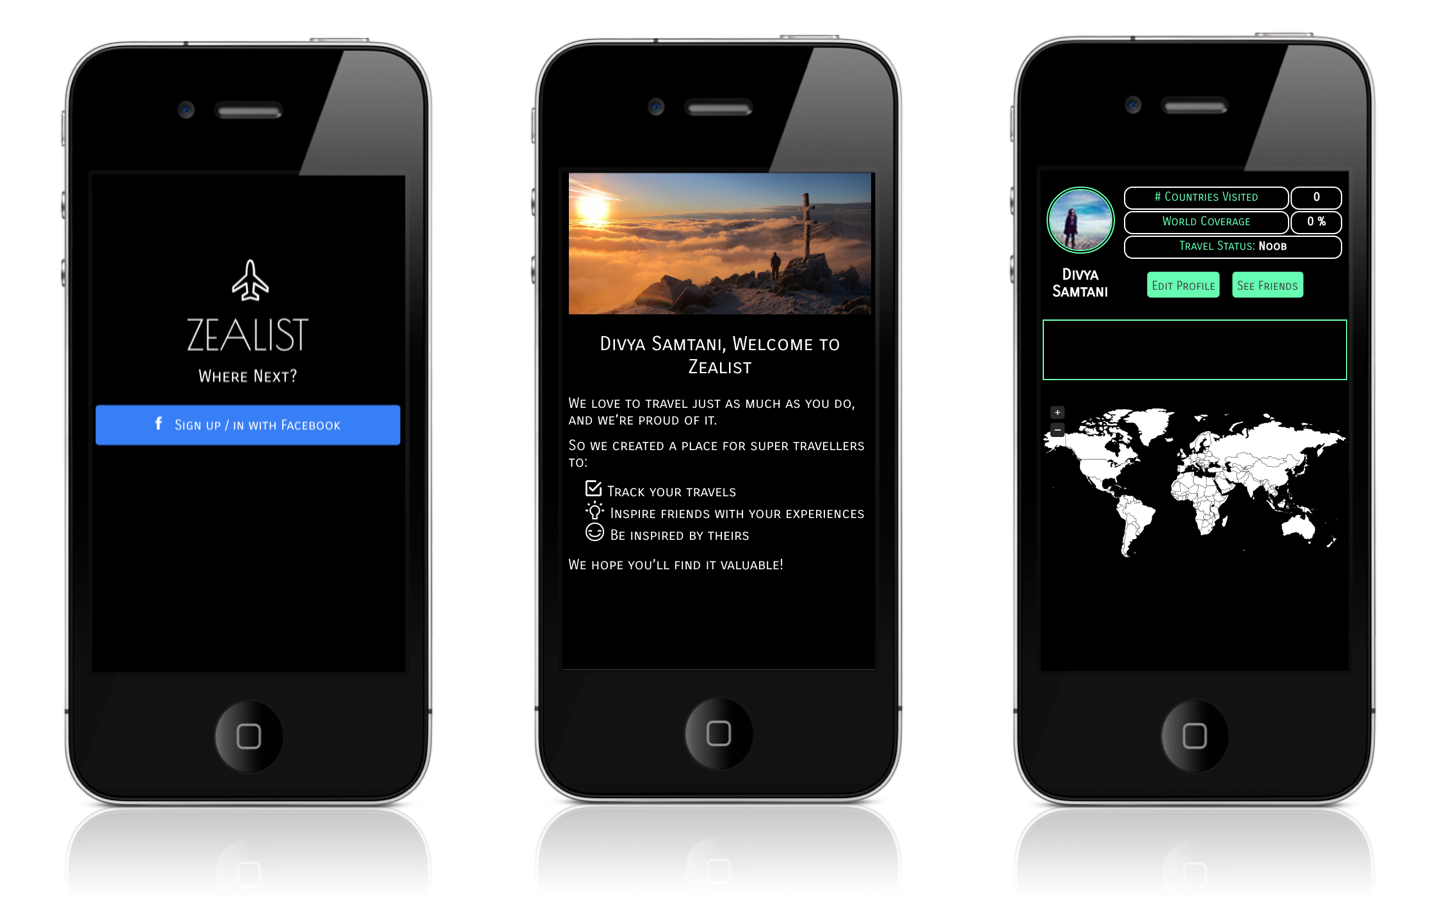 ZEALIST
Where Next?
f Sign up / in with Facebook
Divya Samtani, Welcome to
Zealist
We love to travel just as much as you do,
and we're proud of it.
So we created a place for super travellers
to:
Track your travels
Inspire friends with your experiences
Be inspired by theirs
We hope you'll find it valuable!
# Countries Visited 0
World Coverage 0 %
Travel Status: Noob
Divya
Samtani
Edit Profile See Friends
+
−